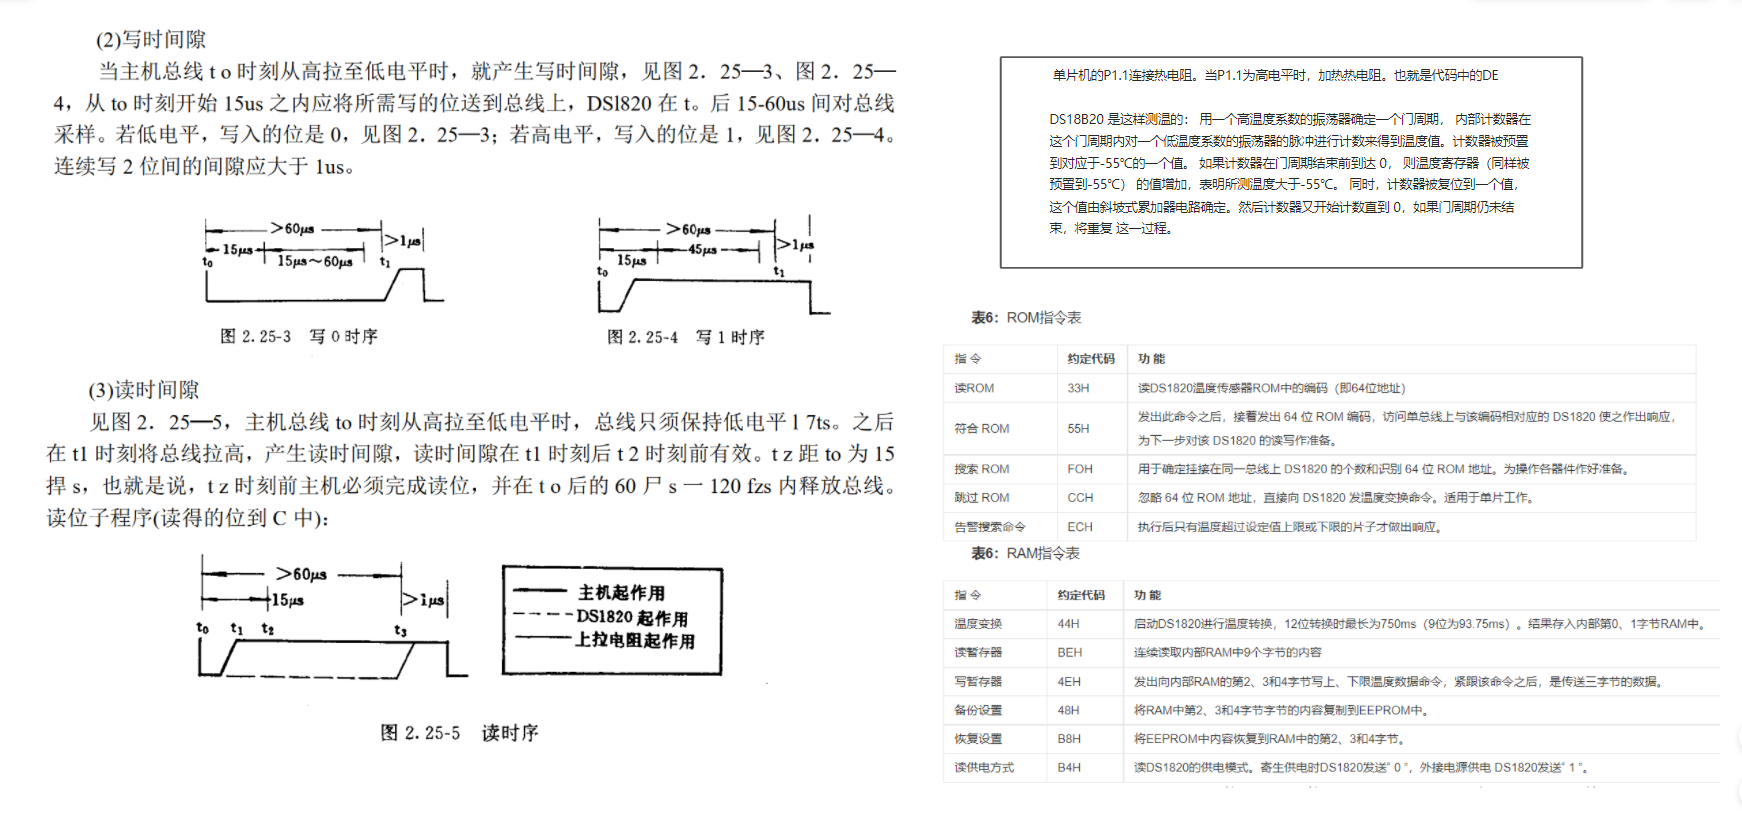 (2)写时间隙
当主机总线 t o 时刻从高拉至低电平时，就产生写时间隙，见图 2．25—3、图 2．25—
4，从 to 时刻开始 15us 之内应将所需写的位送到总线上，DSl820 在 t。后 15-60us 间对总线
采样。若低电平，写入的位是 0，见图 2．25—3；若高电平，写入的位是 1，见图 2．25—4。
连续写 2 位间的间隙应大于 1us。
>60μs
15μs
>1μs
t0
15μs～60μs
t1
图 2.25-3 写 0 时序
>60μs
45μs
>1μs
15μs
t0
t1
图 2.25-4 写 1 时序
(3)读时间隙
见图 2．25—5，主机总线 to 时刻从高拉至低电平时，总线只须保持低电平 l 7ts。之后
在 t1 时刻将总线拉高，产生读时间隙，读时间隙在 t1 时刻后 t 2 时刻前有效。t z 距 to 为 15
捍 s，也就是说，t z 时刻前主机必须完成读位，并在 t o 后的 60 尸 s 一 120 fzs 内释放总线。
读位子程序(读得的位到 C 中)：
>60μs
15μs
>1μs
t0 t1 t2 t3
主机起作用
DS1820 起作用
上拉电阻起作用
图 2.25-5 读时序
单片机的P1.1连接热电阻。当P1.1为高电平时，加热热电阻。也就是代码中的DE
DS18B20 是这样测温的： 用一个高温度系数的振荡器确定一个门周期， 内部计数器在
这个门周期内对一个低温度系数的振荡器的脉冲进行计数来得到温度值。计数器被预置
到对应于-55℃的一个值。 如果计数器在门周期结束前到达 0， 则温度寄存器（同样被
预置到-55℃） 的值增加，表明所测温度大于-55℃。 同时，计数器被复位到一个值，
这个值由斜坡式累加器电路确定。然后计数器又开始计数直到 0，如果门周期仍未结
束，将重复 这一过程。
表6：ROM指令表
指 令 约定代码 功 能
读ROM 33H 读DS1820温度传感器ROM中的编码（即64位地址）
符合 ROM 55H 发出此命令之后，接着发出 64 位 ROM 编码，访问单总线上与该编码相对应的 DS1820 使之作出响应，
为下一步对该 DS1820 的读写作准备。
搜索 ROM FOH 用于确定挂接在同一总线上 DS1820 的个数和识别 64 位 ROM 地址。为操作各器件作好准备。
跳过 ROM CCH 忽略 64 位 ROM 地址，直接向 DS1820 发温度变换命令。适用于单片工作。
告警搜索命令 ECH 执行后只有温度超过设定值上限或下限的片子才做出响应。
表6：RAM指令表
指 令 约定代码 功 能
温度变换 44H 启动DS1820进行温度转换，12位转换时最长为750ms（9位为93.75ms）。结果存入内部第0、1字节RAM中。
读暂存器 BEH 连续读取内部RAM中9个字节的内容
写暂存器 4EH 发出向内部RAM的第2、3和4字节写上、下限温度数据命令，紧跟该命令之后，是传送三字节的数据。
备份设置 48H 将RAM中第2、3和4字节字节的内容复制到EEPROM中。
恢复设置 B8H 将EEPROM中内容恢复到RAM中的第2、3和4字节。
读供电方式 B4H 读DS1820的供电模式。寄生供电时DS1820发送“ 0 ”，外接电源供电 DS1820发送“ 1 ”。